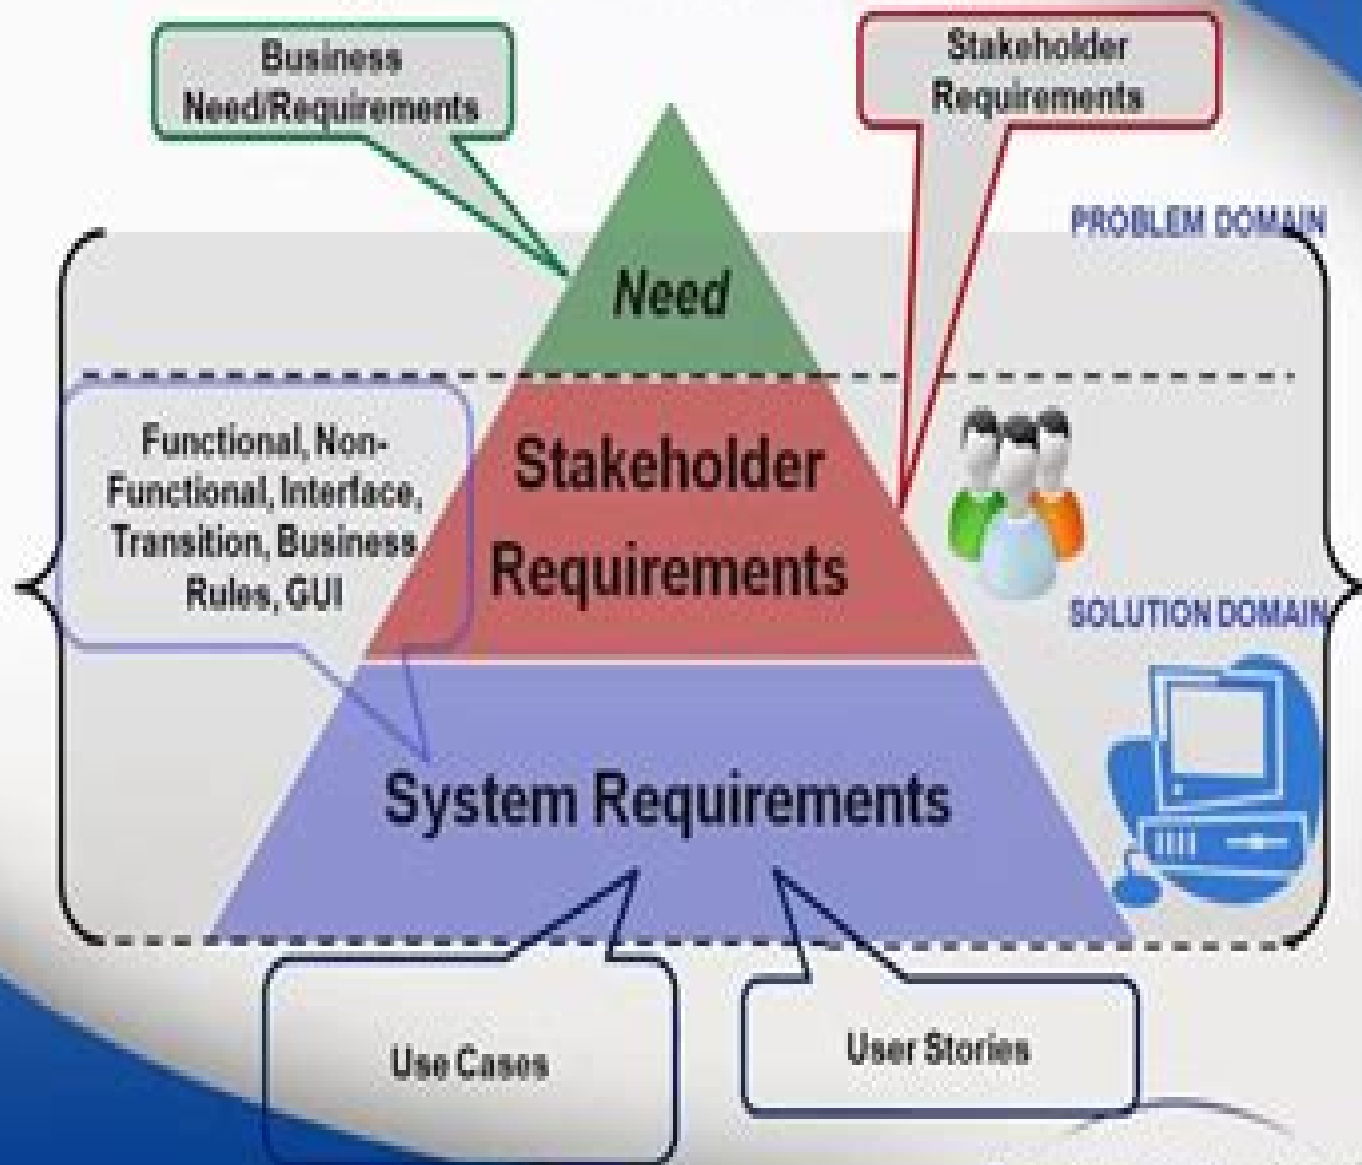 Business
Need/Requirements
Stakeholder
Requirements
PROBLEM DOMAIN
Need
Functional, Non-
Functional, Interface,
Transition, Business
Rules, GUI
Stakeholder
Requirements
SOLUTION DOMAIN
System Requirements
Use Cases
User Stories